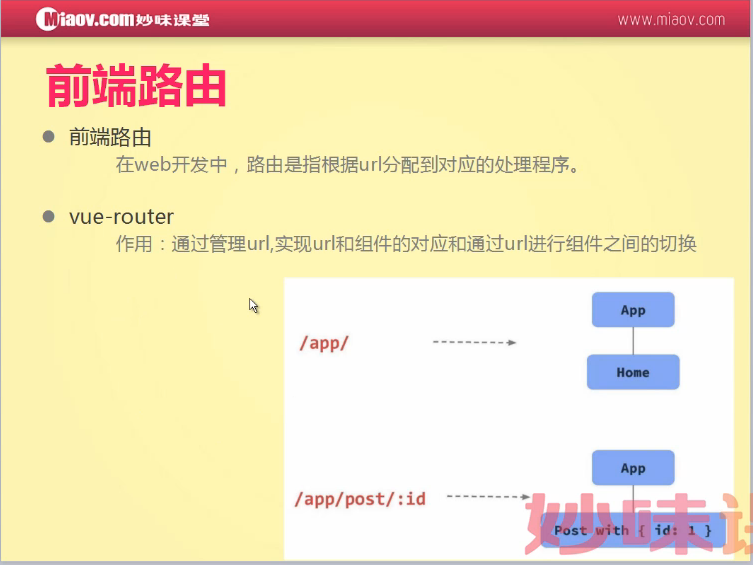 Miaov.com妙味课堂
www.miaov.com
前端路由
前端路由
在web开发中，路由是指根据url分配到对应的处理程序。
vue-router
作用：通过管理url,实现url和组件的对应和通过url进行组件之间的切换
/app/
App
Home
/app/post/:id
App
Post with { id: 1 }
妙味课